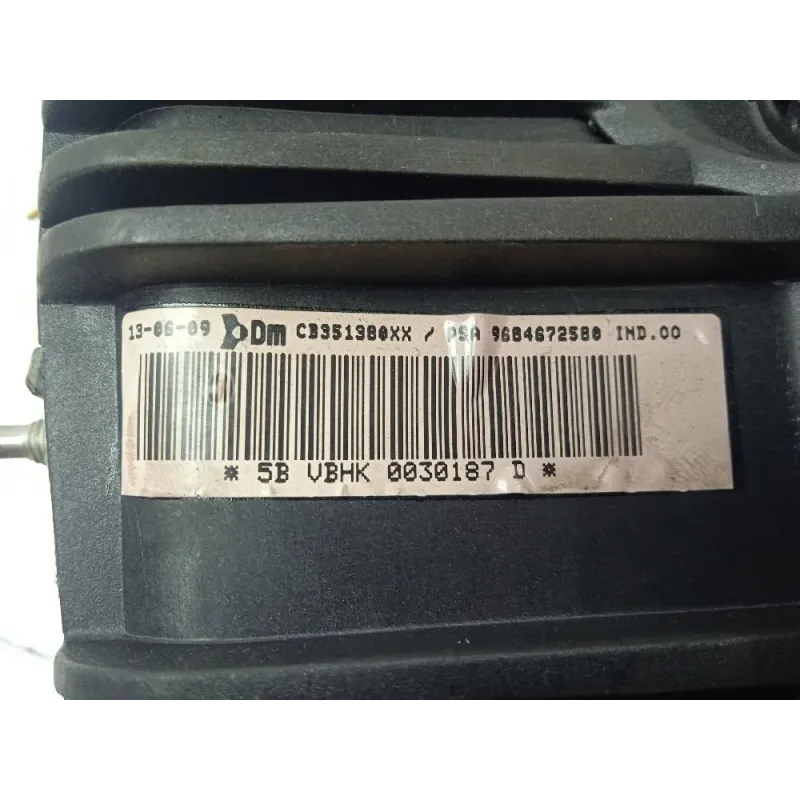 13-06-09 Dm CB351380XX / PSA 9684672580 IND.00
* 5B VBHK 0030187 D *